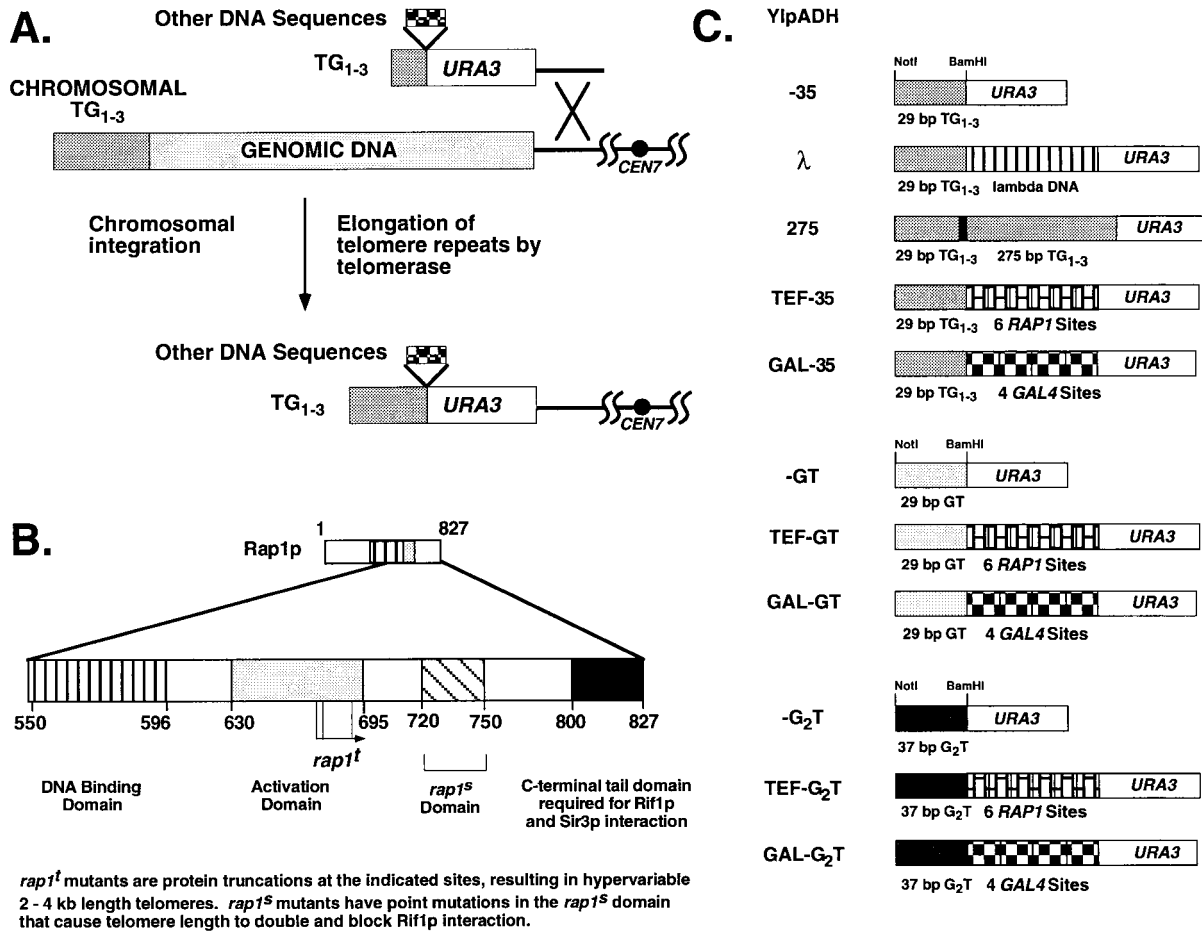 A.
Other DNA Sequences
TG1-3
URA3
CHROMOSOMAL
TG1-3
GENOMIC DNA
CEN7
Chromosomal
integration
Elongation of
telomere repeats by
telomerase
Other DNA Sequences
TG1-3
URA3
CEN7
B.
1
827
Rap1p
550
596
630
695
720
750
800
827
rap1t
DNA Binding
Domain
Activation
Domain
rap1s
Domain
C-terminal tail domain
required for Rif1p
and Sir3p interaction
rap1t mutants are protein truncations at the indicated sites, resulting in hypervariable
2 - 4 kb length telomeres. rap1s mutants have point mutations in the rap1s domain
that cause telomere length to double and block Rif1p interaction.
C.
YIpADH
NotI
BamHI
-35
URA3
29 bp TG1-3
λ
URA3
29 bp TG1-3
lambda DNA
275
URA3
29 bp TG1-3
275 bp TG1-3
TEF-35
URA3
29 bp TG1-3
6 RAP1 Sites
GAL-35
URA3
29 bp TG1-3
4 GAL4 Sites
NotI
BamHI
-GT
URA3
29 bp GT
TEF-GT
URA3
29 bp GT
6 RAP1 Sites
GAL-GT
URA3
29 bp GT
4 GAL4 Sites
NotI
BamHI
-G2T
URA3
37 bp G2T
TEF-G2T
URA3
37 bp G2T
6 RAP1 Sites
GAL-G2T
URA3
37 bp G2T
4 GAL4 Sites